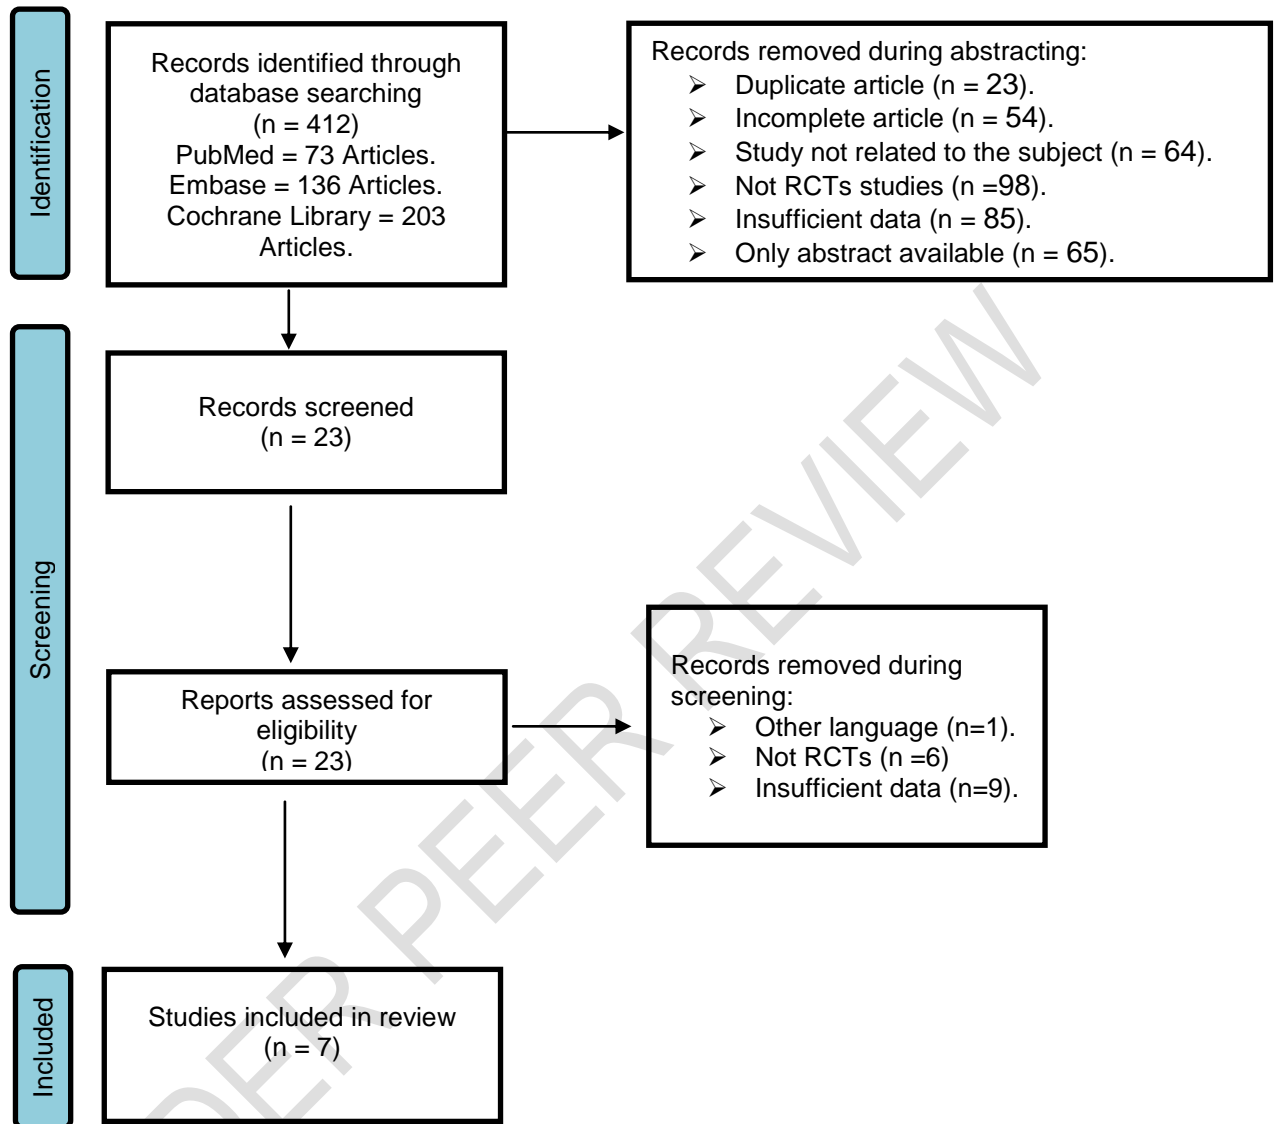 Identification
Records identified through
database searching
(n = 412)
PubMed = 73 Articles.
Embase = 136 Articles.
Cochrane Library = 203
Articles.
Records removed during abstracting:
➢ Duplicate article (n = 23).
➢ Incomplete article (n = 54).
➢ Study not related to the subject (n = 64).
➢ Not RCTs studies (n =98).
➢ Insufficient data (n = 85).
➢ Only abstract available (n = 65).
Screening
Records screened
(n = 23)
Reports assessed for
eligibility
(n = 23)
Records removed during
screening:
➢ Other language (n=1).
➢ Not RCTs (n =6)
➢ Insufficient data (n=9).
Included
Studies included in review
(n = 7)
DER PEER REVIEW